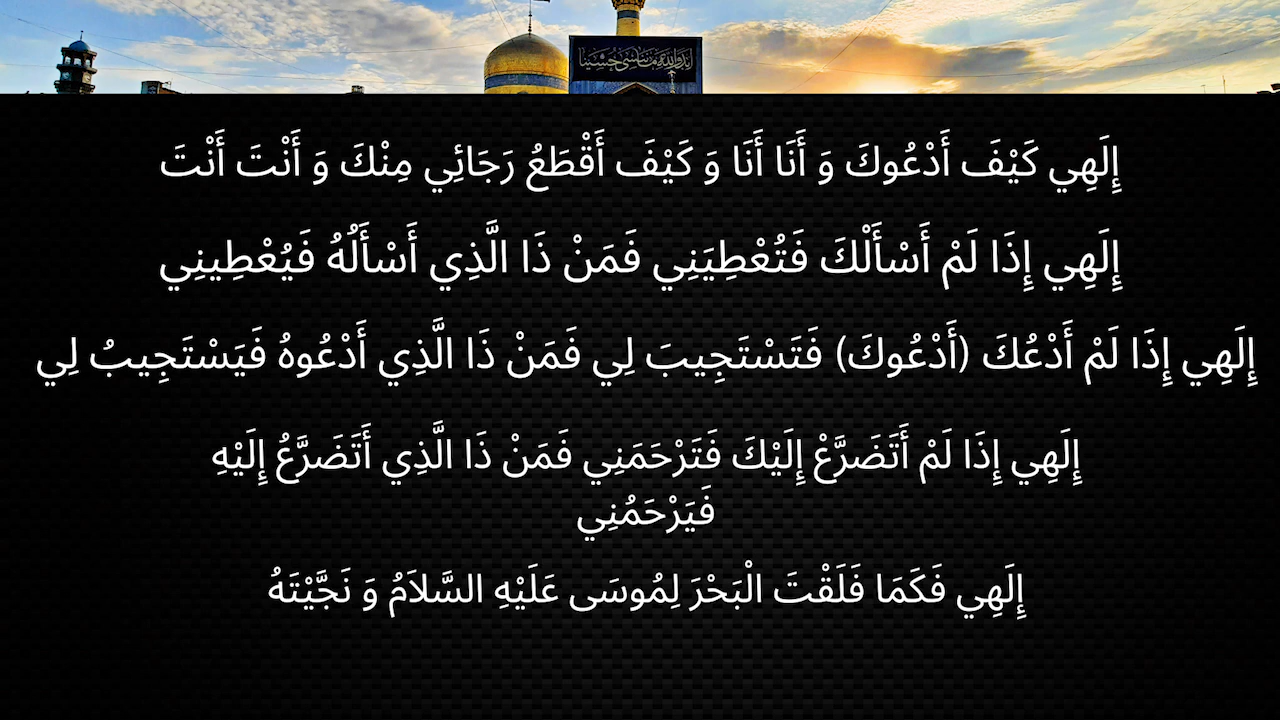 إِلَهِي كَيْفَ أَدْعُوكَ وَ أَنَا أَنَا وَ كَيْفَ أَقْطَعُ رَجَائِي مِنْكَ وَ أَنْتَ أَنْتَ
إِلَهِي إِذَا لَمْ أَسْأَلْكَ فَتُعْطِيَنِي فَمَنْ ذَا الَّذِي أَسْأَلُهُ فَيُعْطِينِي
إِلَهِي إِذَا لَمْ أَدْعُكَ (أَدْعُوكَ) فَتَسْتَجِيبَ لِي فَمَنْ ذَا الَّذِي أَدْعُوهُ فَيَسْتَجِيبُ لِي
إِلَهِي إِذَا لَمْ أَتَضَرَّعْ إِلَيْكَ فَتَرْحَمَنِي فَمَنْ ذَا الَّذِي أَتَضَرَّعُ إِلَيْهِ
فَيَرْحَمُنِي
إِلَهِي فَكَمَا فَلَقْتَ الْبَحْرَ لِمُوسَى عَلَيْهِ السَّلاَمُ وَ نَجَّيْتَهُ